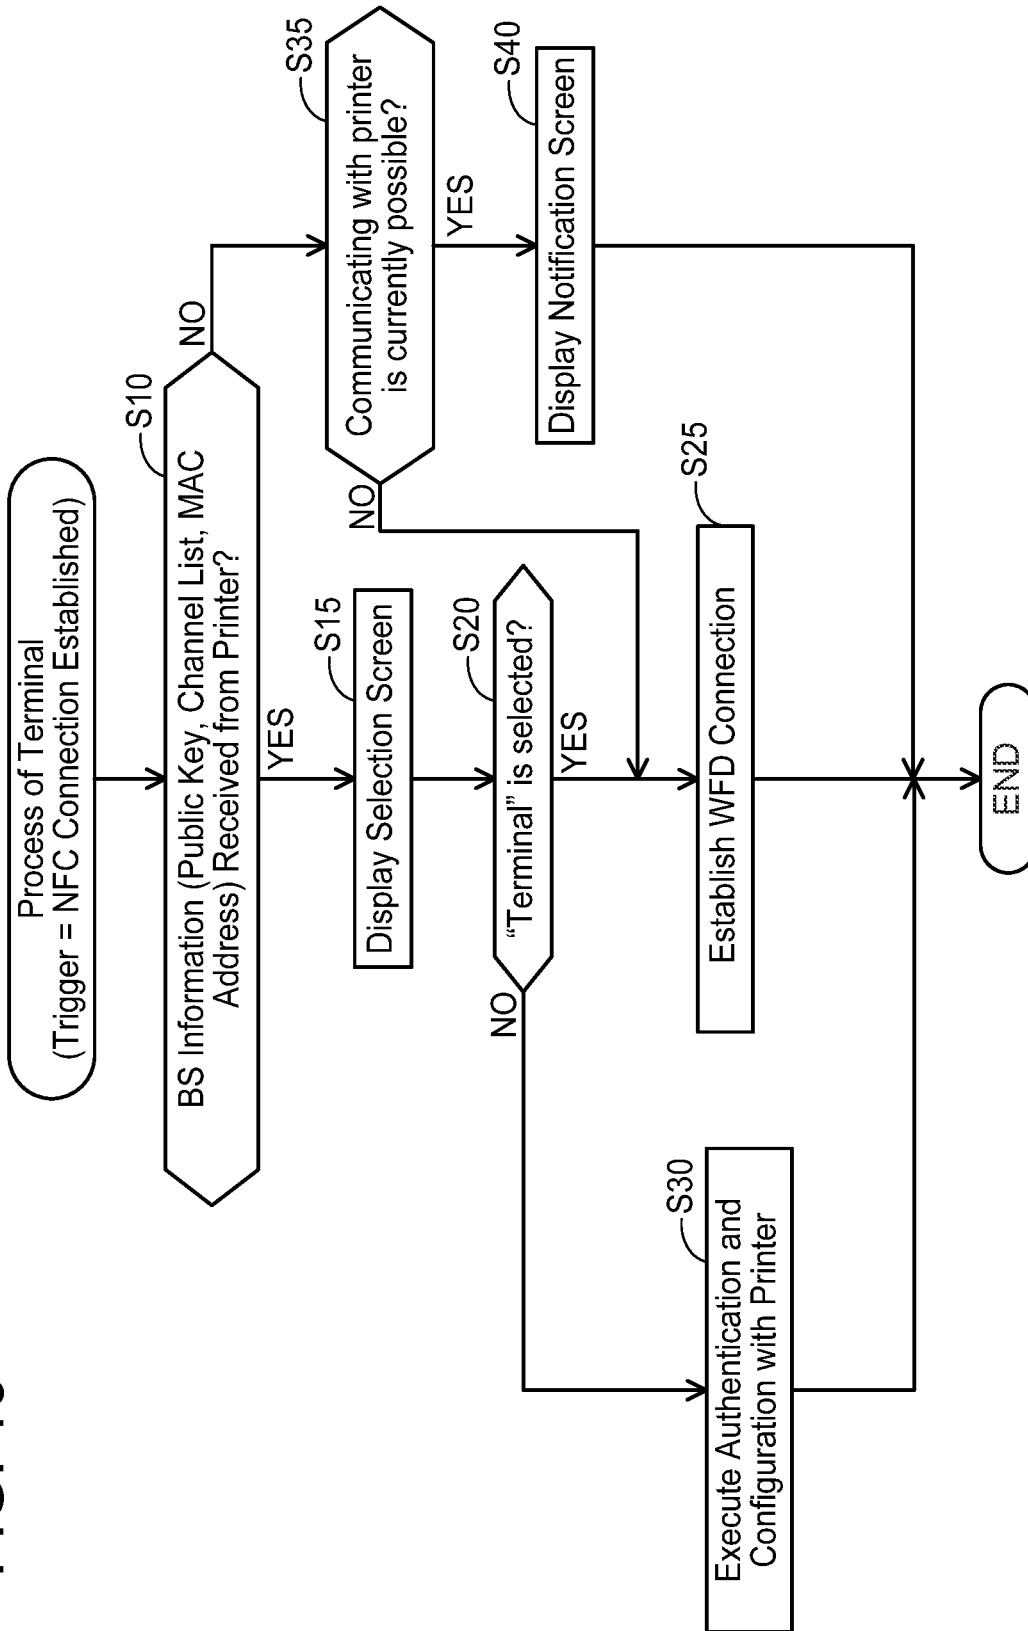 Process of Terminal
(Trigger = NFC Connection Established)
S10
BS Information (Public Key, Channel List, MAC
Address) Received from Printer?
NO
YES
S15
Display Selection Screen
S35
Communicating with printer
is currently possible?
NO
YES
S20
"Terminal" is selected?
NO
YES
S40
Display Notification Screen
S25
Establish WFD Connection
S30
Execute Authentication and
Configuration with Printer
END